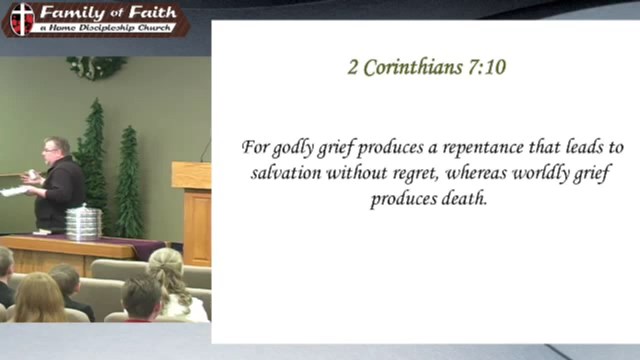 Family of Faith
a Home Discipleship Church
2 Corinthians 7:10
For godly grief produces a repentance that leads to
salvation without regret, whereas worldly grief
produces death.